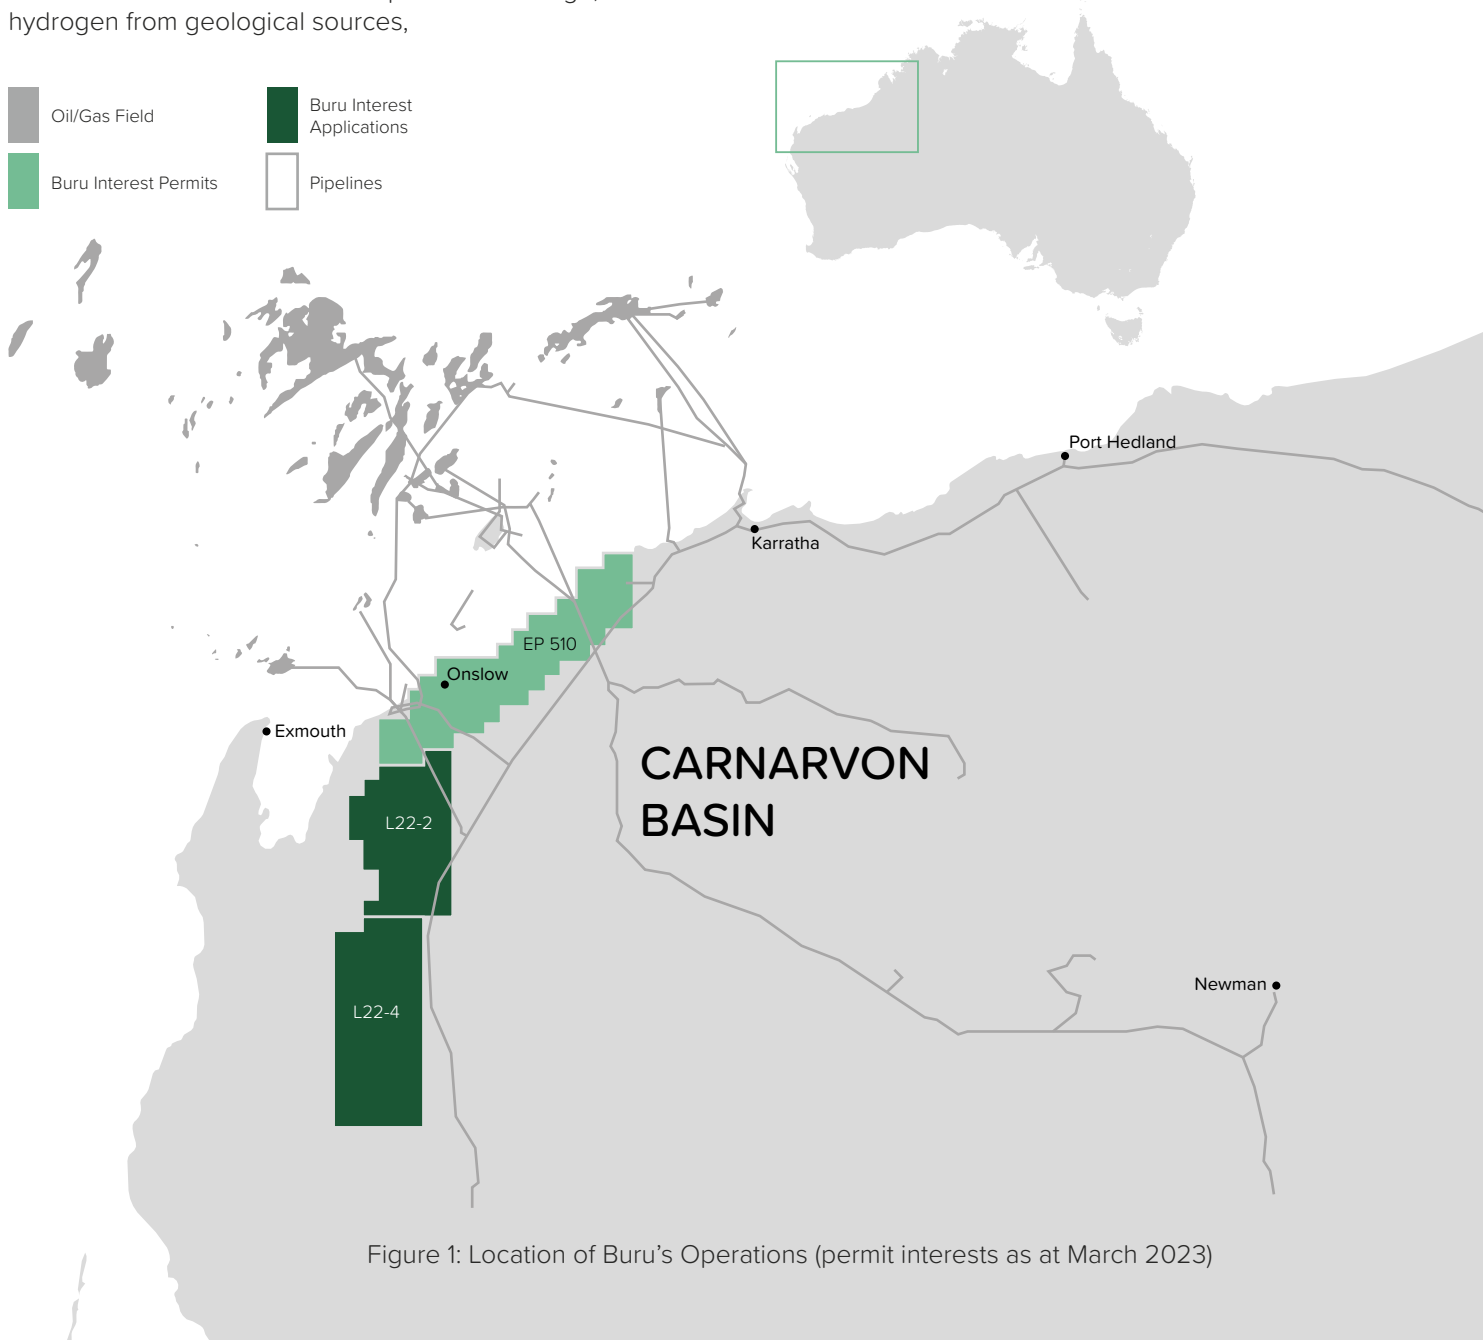 hydrogen from geological sources,
Oil/Gas Field
Buru Interest
Applications
Buru Interest Permits
Pipelines
Port Hedland
Karratha
EP 510
Onslow
Exmouth
CARNARVON
BASIN
L22-2
Newman
L22-4
Figure 1: Location of Buru’s Operations (permit interests as at March 2023)